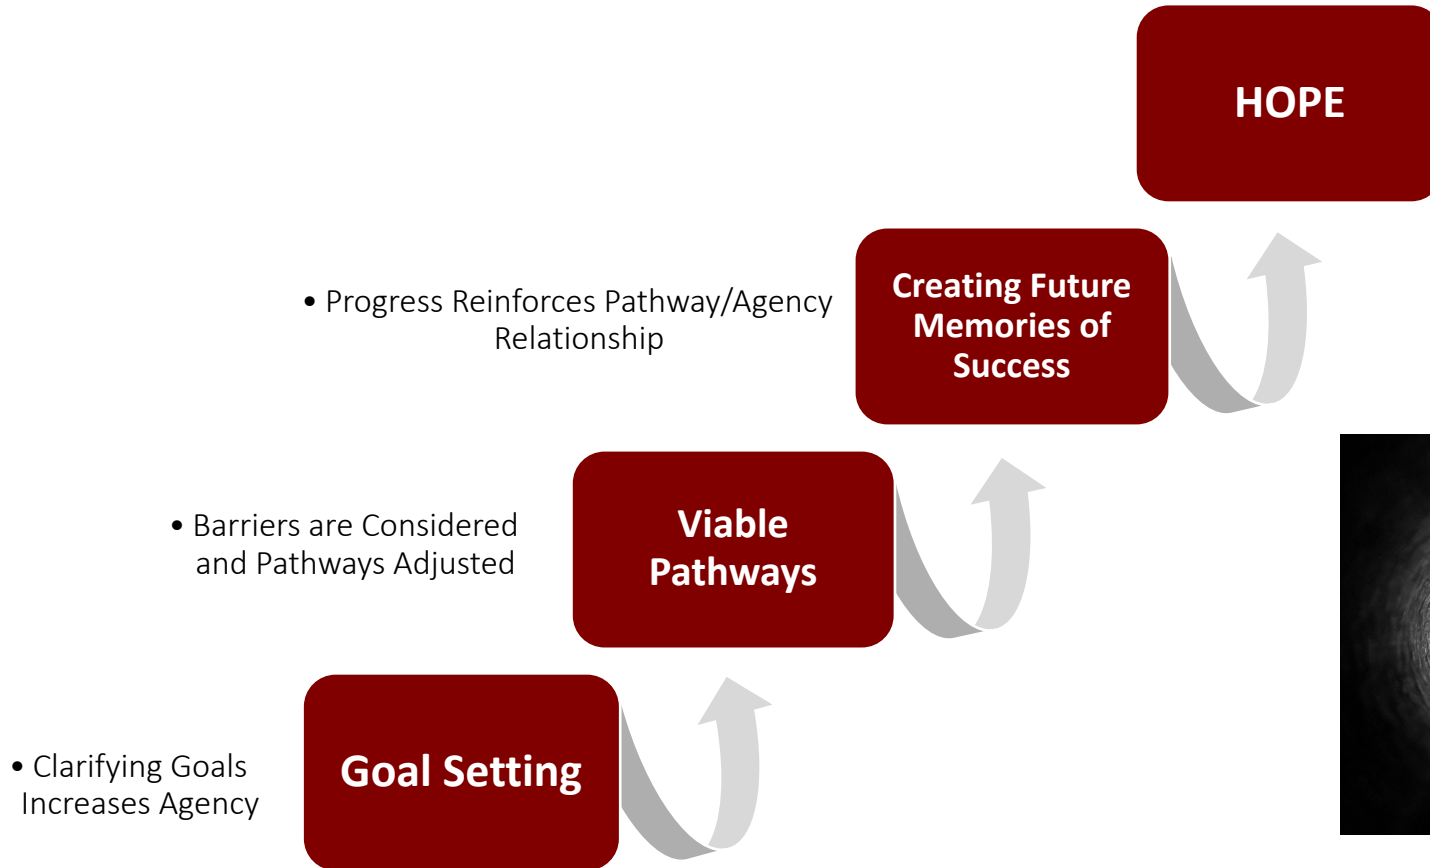 HOPE
• Progress Reinforces Pathway/Agency
Relationship
Creating Future
Memories of
Success
• Barriers are Considered
and Pathways Adjusted
Viable
Pathways
• Clarifying Goals
Increases Agency
Goal Setting